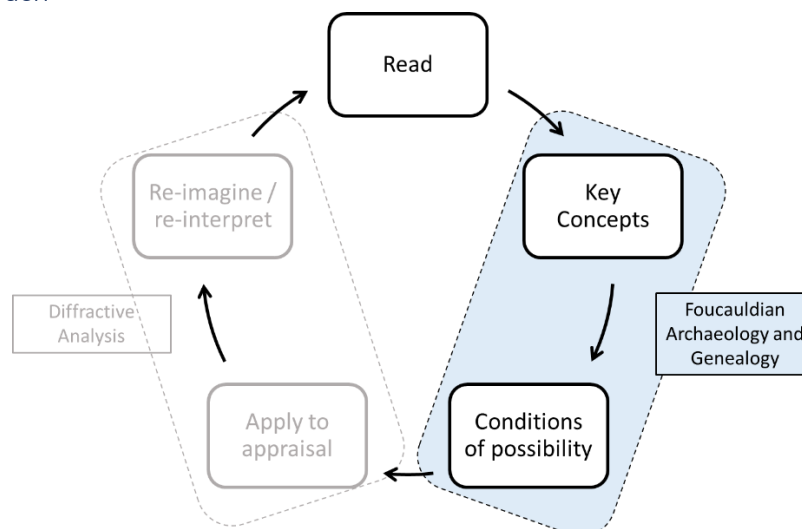 Read
Key
Concepts
Conditions
of possibility
Foucauldian
Archaeology and
Genealogy
Apply to
appraisal
Re-imagine /
re-interpret
Diffractive
Analysis